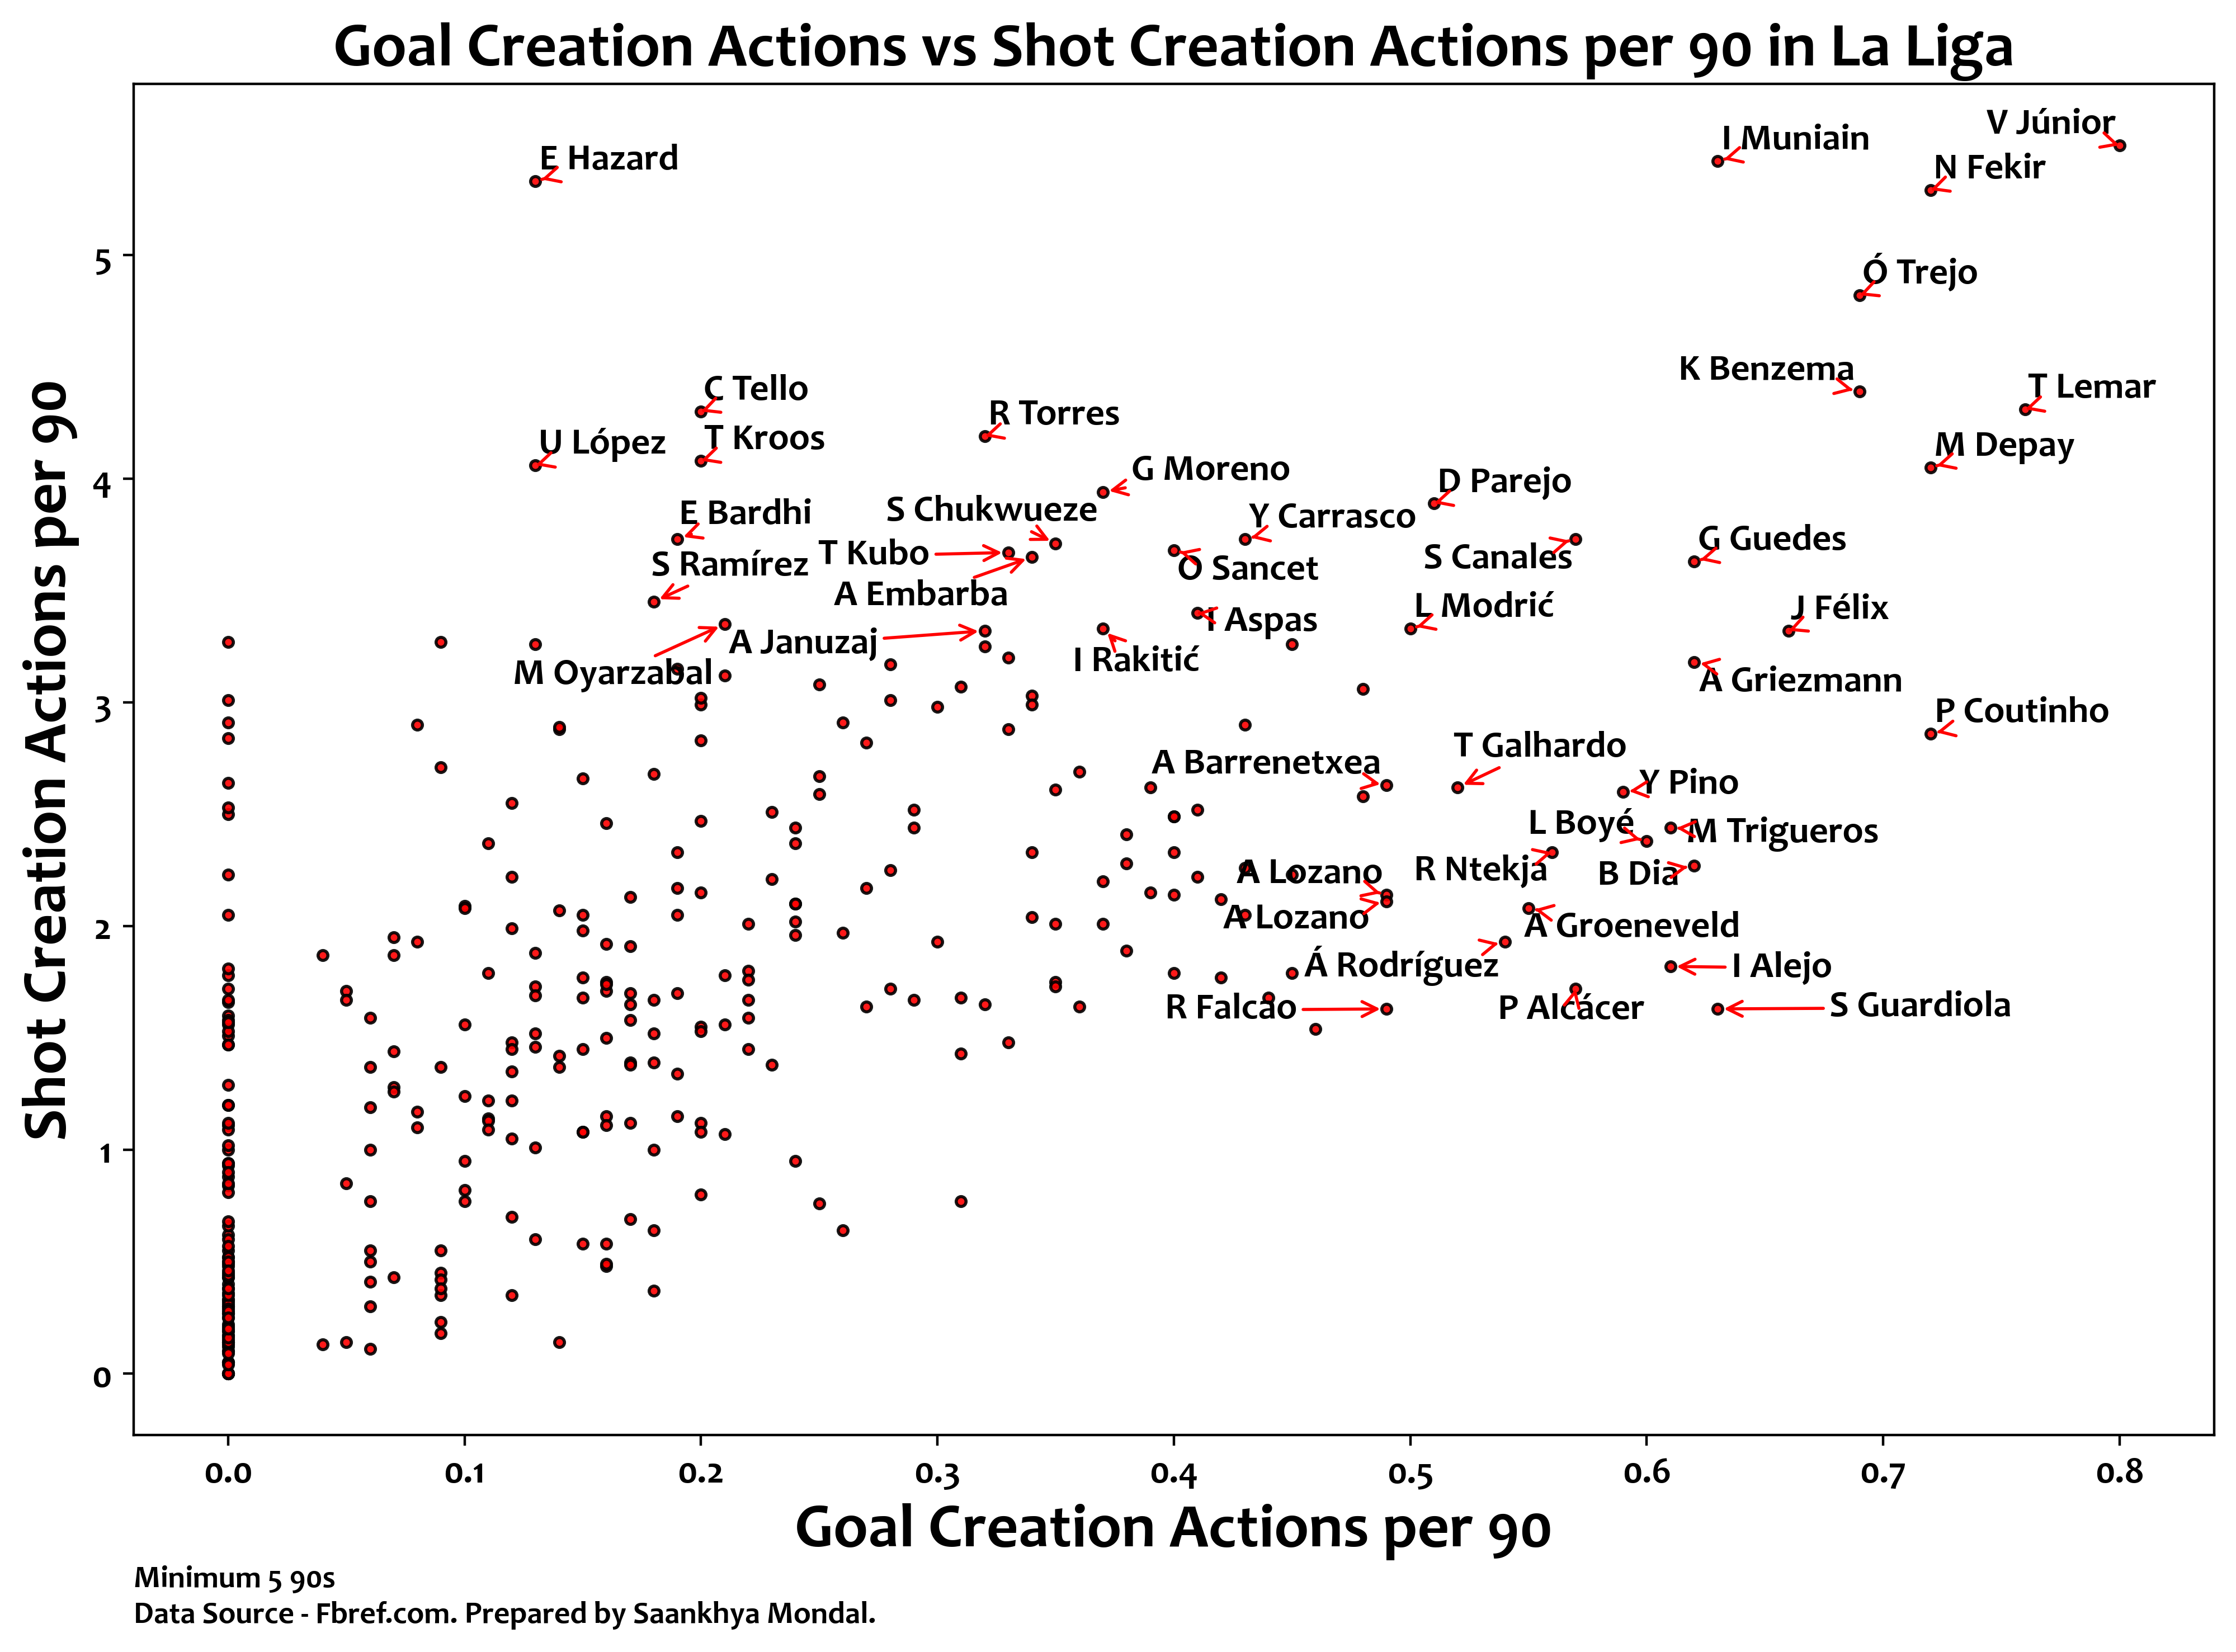 Goal Creation Actions vs Shot Creation Actions per 90 in La Liga
V Júnior
I Muniain
E Hazard
N Fekir
5
Ó Trejo
K Benzema
T Lemar
C Tello
R Torres
T Kroos
U López
M Depay
G Moreno
4
D Parejo
S Chukwueze
E Bardhi
Y Carrasco
G Guedes
T Kubo
S Canales
S Ramírez
O Sancet
A Embarba
L Modrić
J Félix
I Aspas
A Januzaj
I Rakitić
M Oyarzabal
A Griezmann
3
P Coutinho
T Galhardo
A Barrenetxea
Y Pino
L Boyé
M Trigueros
R Ntekja
A Lozano
B Dia
A Lozano
A Groeneveld
2
Á Rodríguez
I Alejo
R Falcao
P Alcácer
S Guardiola
1
0
Shot Creation Actions per 90
0.0 0.1 0.2 0.3 0.4 0.5 0.6 0.7 0.8
Goal Creation Actions per 90
Minimum 5 90s
Data Source - Fbref.com. Prepared by Saankhya Mondal.